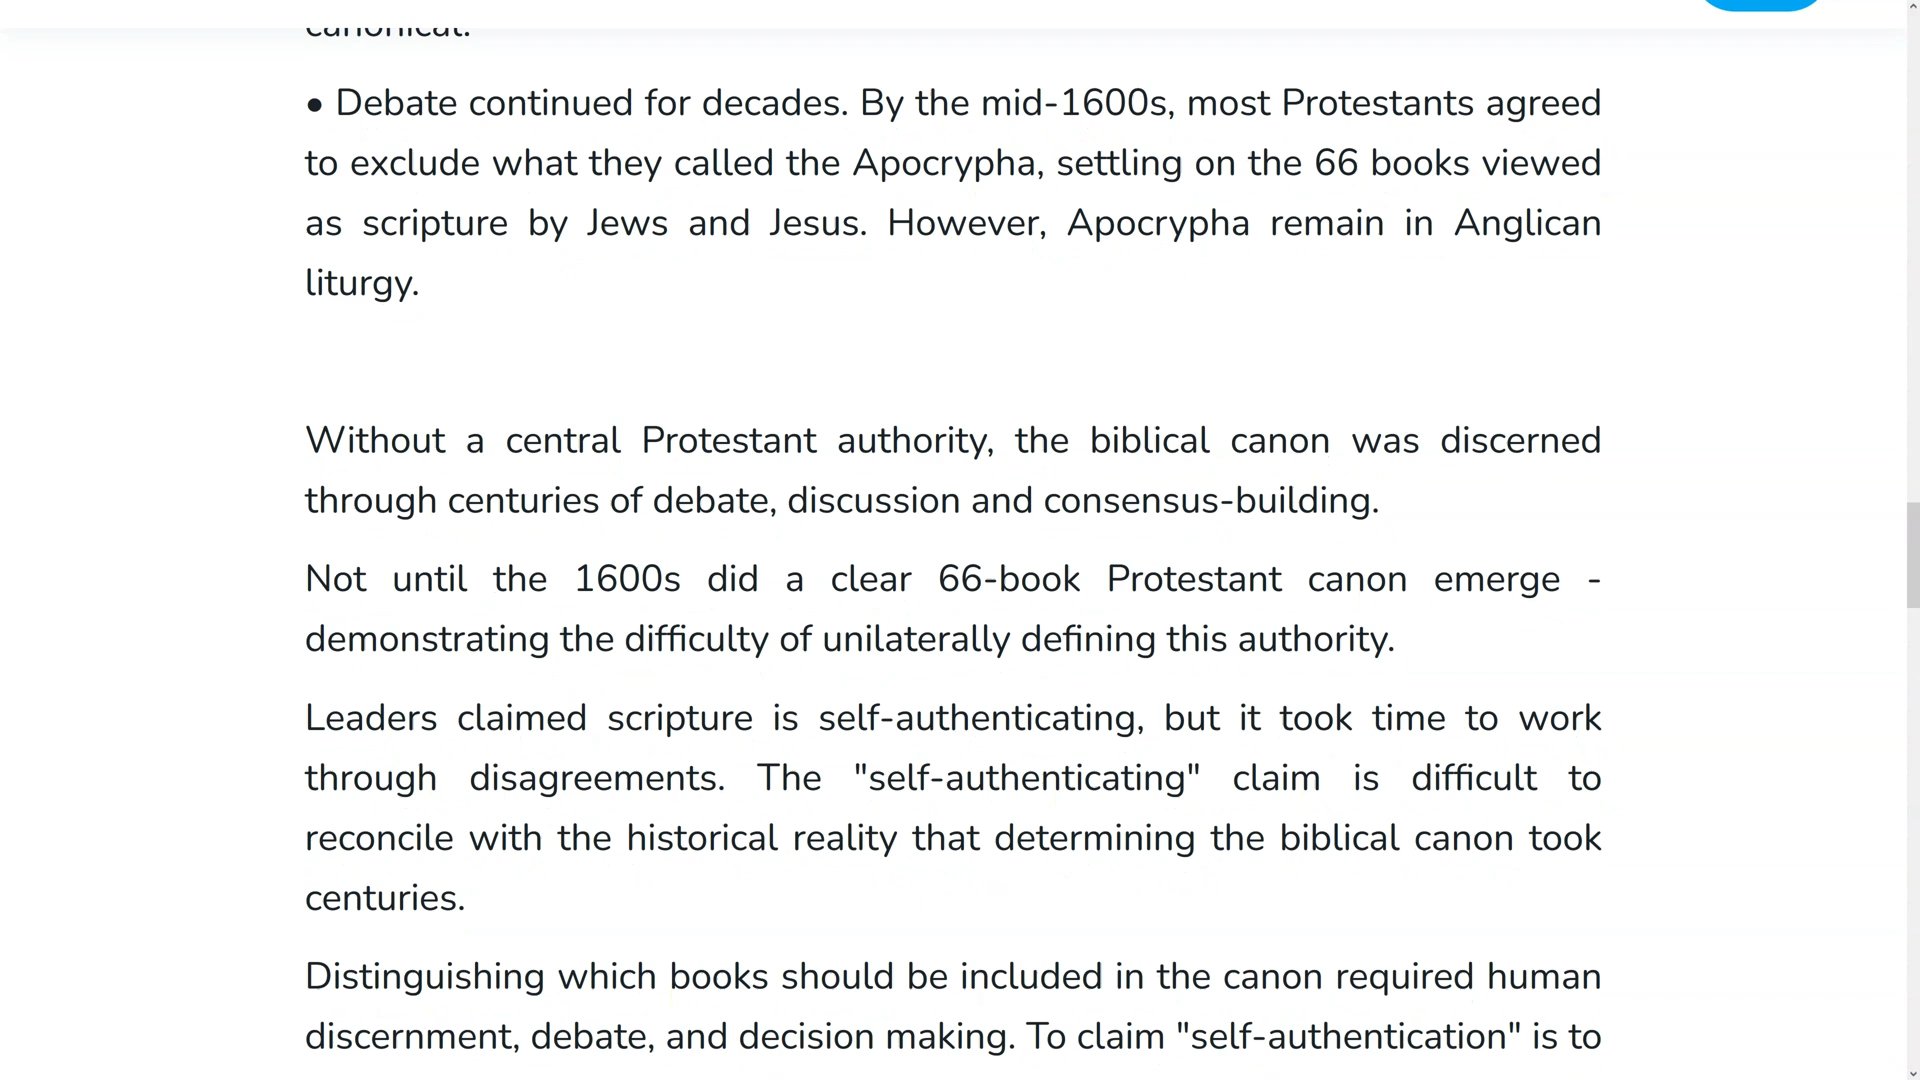 canonical.
• Debate continued for decades. By the mid-1600s, most Protestants agreed
to exclude what they called the Apocrypha, settling on the 66 books viewed
as scripture by Jews and Jesus. However, Apocrypha remain in Anglican
liturgy.
Without a central Protestant authority, the biblical canon was discerned
through centuries of debate, discussion and consensus-building.
Not until the 1600s did a clear 66-book Protestant canon emerge -
demonstrating the difficulty of unilaterally defining this authority.
Leaders claimed scripture is self-authenticating, but it took time to work
through disagreements. The "self-authenticating" claim is difficult to
reconcile with the historical reality that determining the biblical canon took
centuries.
Distinguishing which books should be included in the canon required human
discernment, debate, and decision making. To claim "self-authentication" is to